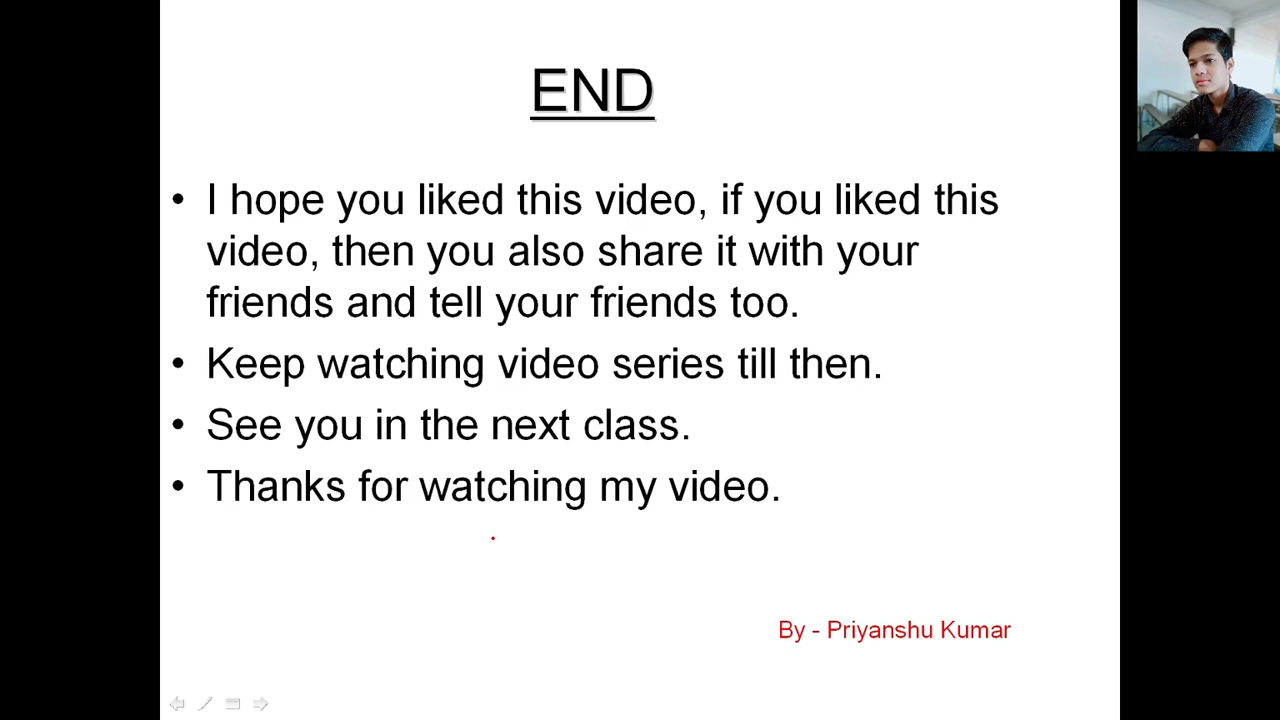 END
• I hope you liked this video, if you liked this
video, then you also share it with your
friends and tell your friends too.
• Keep watching video series till then.
• See you in the next class.
• Thanks for watching my video.
By - Priyanshu Kumar